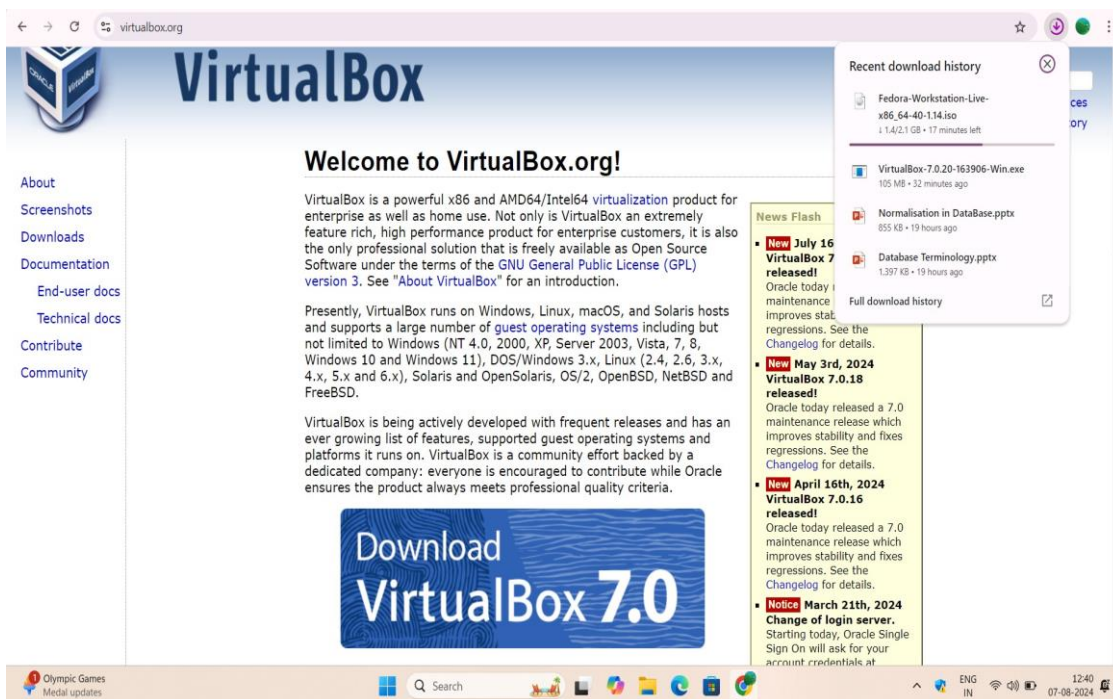 virtualbox.org
ORACLE
VirtualBox
VirtualBox
About
Screenshots
Downloads
Documentation
End-user docs
Technical docs
Contribute
Community
Welcome to VirtualBox.org!
VirtualBox is a powerful x86 and AMD64/Intel64 virtualization product for
enterprise as well as home use. Not only is VirtualBox an extremely
feature rich, high performance product for enterprise customers, it is also
the only professional solution that is freely available as Open Source
Software under the terms of the GNU General Public License (GPL)
version 3. See "About VirtualBox" for an introduction.
Presently, VirtualBox runs on Windows, Linux, macOS, and Solaris hosts
and supports a large number of guest operating systems including but
not limited to Windows (NT 4.0, 2000, XP, Server 2003, Vista, 7, 8,
Windows 10 and Windows 11), DOS/Windows 3.x, Linux (2.4, 2.6, 3.x,
4.x, 5.x and 6.x), Solaris and OpenSolaris, OS/2, OpenBSD, NetBSD and
FreeBSD.
VirtualBox is being actively developed with frequent releases and has an
ever growing list of features, supported guest operating systems and
platforms it runs on. VirtualBox is a community effort backed by a
dedicated company: everyone is encouraged to contribute while Oracle
ensures the product always meets professional quality criteria.
Download
VirtualBox 7.0
Recent download history
Fedora-Workstation-Live-
x86_64-40-1.14.iso
↓ 1.4/2.1 GB • 17 minutes left
VirtualBox-7.0.20-163906-Win.exe
105 MB • 32 minutes ago
Normalisation in DataBase.pptx
855 KB • 19 hours ago
Database Terminology.pptx
1,397 KB • 19 hours ago
Full download history
ces
ory
News Flash
New July 16
VirtualBox 7
released!
Oracle today
maintenance
improves stab
regressions. See the
Changelog for details.
New May 3rd, 2024
VirtualBox 7.0.18
released!
Oracle today released a 7.0
maintenance release which
improves stability and fixes
regressions. See the
Changelog for details.
New April 16th, 2024
VirtualBox 7.0.16
released!
Oracle today released a 7.0
maintenance release which
improves stability and fixes
regressions. See the
Changelog for details.
Notice March 21th, 2024
Change of login server.
Starting today, Oracle Single
Sign On will ask for your
account credentials at
1
Olympic Games
Medal updates
Search
ENG
IN
12:40
07-08-2024